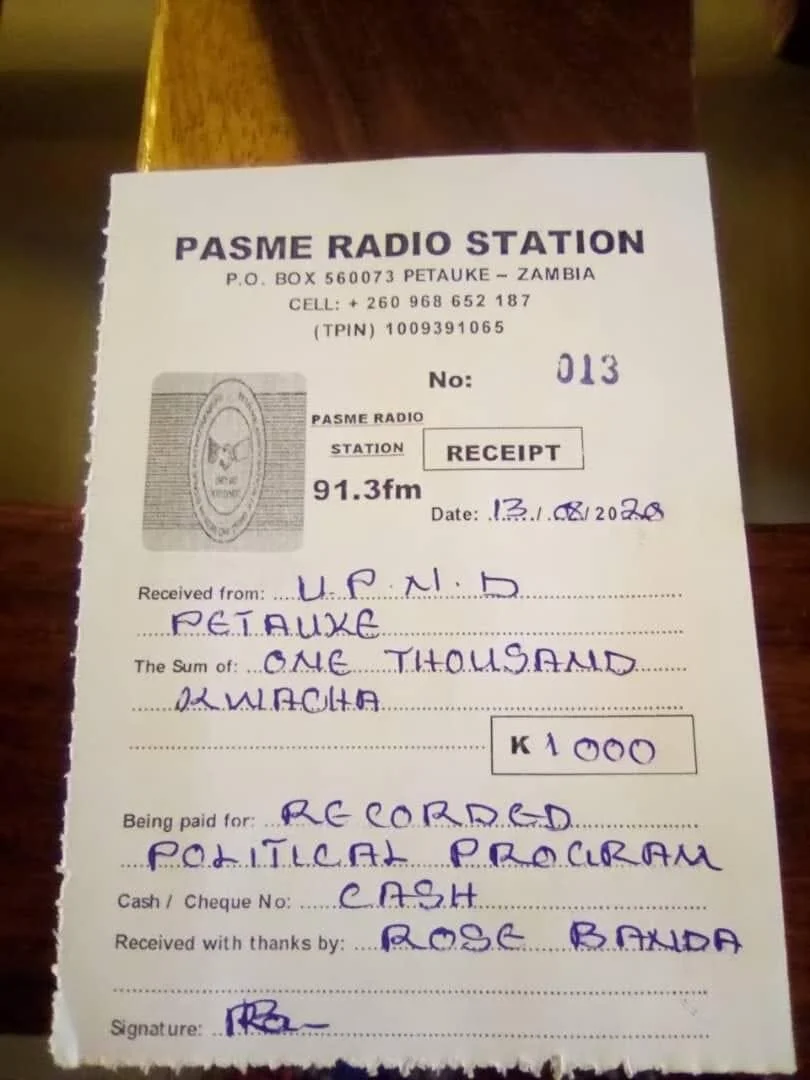 PASME RADIO STATION
P.O. BOX 560073 PETAUKE – ZAMBIA
CELL: + 260 968 652 187
(TPIN) 1009391065
No: 013
PASME RADIO
STATION
RECEIPT
91.3fm
Date: 13/08/2020
Received from: U.P.N.D
PETAUKE
The Sum of: ONE THOUSAND
KWACHA
K 1 000
Being paid for: RECORDED
POLITICAL PROGRAM
Cash / Cheque No: CASH
Received with thanks by: ROSE BANDA
Signature: